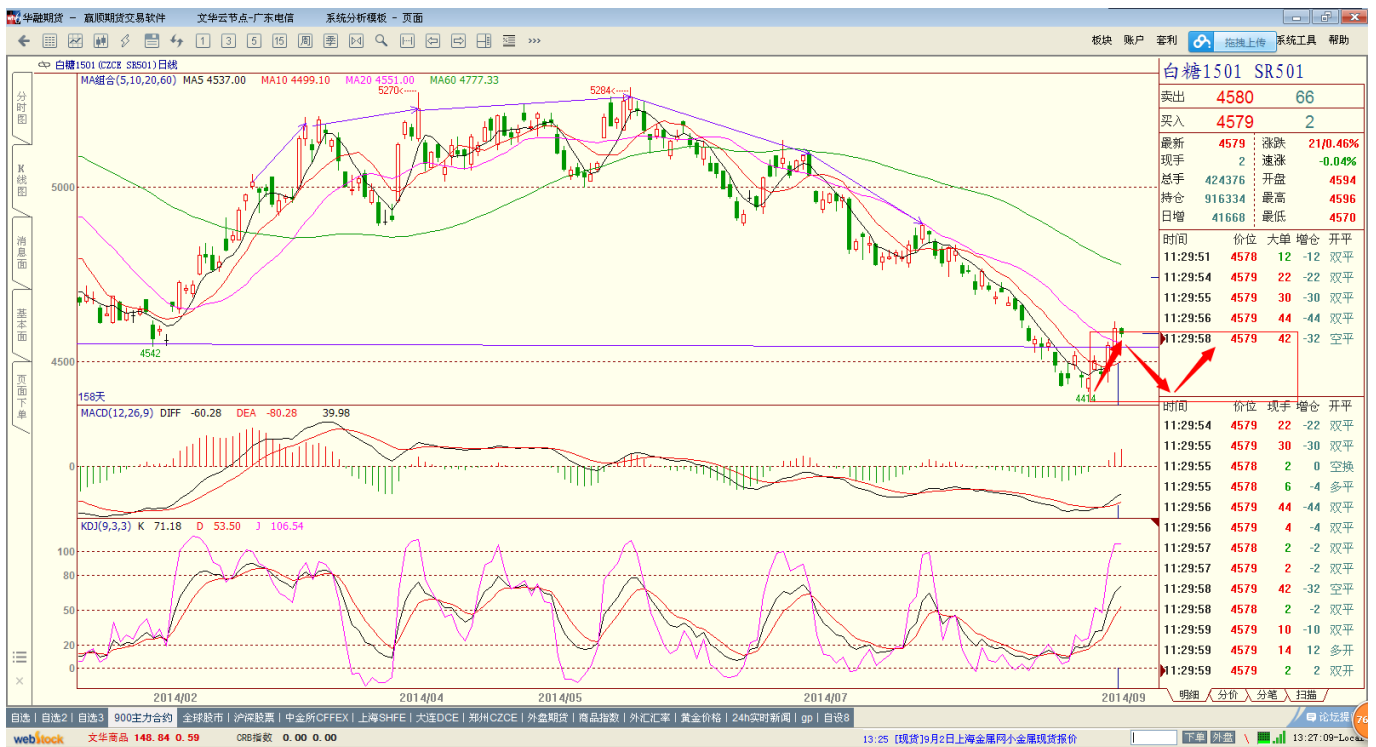 华融期货 - 赢顺期货交易软件 文华云节点-广东电信 系统分析模板 - 页面
1 3 5 15 周 季 板块 账户 套利 拖拽上传 系统工具 帮助
白糖1501(CZCE SR501)日线
MA组合(5,10,20,60) MA5 4537.00 MA10 4499.10 MA20 4551.00 MA60 4777.33
5270
5284
5000
4542
4500
4414
158天
MACD(12,26,9) DIFF -60.28 DEA -80.28 39.98
0
KDJ(9,3,3) K 71.18 D 53.50 J 106.54
100
80
50
20
0
2014/02 2014/04 2014/05 2014/07 2014/09
分时图
K线图
消息面
基本面
页面下单
白糖1501 SR501
卖出 4580 66
买入 4579 2
最新 4579 涨跌 21/0.46%
现手 2 速涨 -0.04%
总手 424376 开盘 4594
持仓 916334 最高 4596
日增 41668 最低 4570
时间 价位 大单 增仓 开平
11:29:51 4578 12 -12 双平
11:29:54 4579 22 -22 双平
11:29:55 4579 30 -30 双平
11:29:56 4579 44 -44 双平
11:29:58 4579 42 -32 空平
时间 价位 现手 增仓 开平
11:29:54 4579 22 -22 双平
11:29:55 4579 30 -30 双平
11:29:55 4578 2 0 空换
11:29:55 4578 6 -4 多平
11:29:56 4579 44 -44 双平
11:29:56 4579 4 -4 双平
11:29:57 4578 2 -2 双平
11:29:57 4579 2 -2 双平
11:29:58 4579 42 -32 空平
11:29:58 4578 2 -2 双平
11:29:59 4579 10 -10 双平
11:29:59 4579 14 12 多开
11:29:59 4579 2 2 双开
明细 分价 分笔 扫描
自选 自选2 自选3 900主力合约 全球股市 沪深股票 中金所CFFEX 上海SHFE 大连DCE 郑州CZCE 外盘期货 商品指数 外汇汇率 黄金价格 24h实时新闻 gp 自设8 论坛提 76
webstock 文华商品 148.84 0.59 CRB指数 0.00 0.00 13:25 [现货]9月2日上海金属网小金属现货报价 下单 外盘 13:27:09-Local